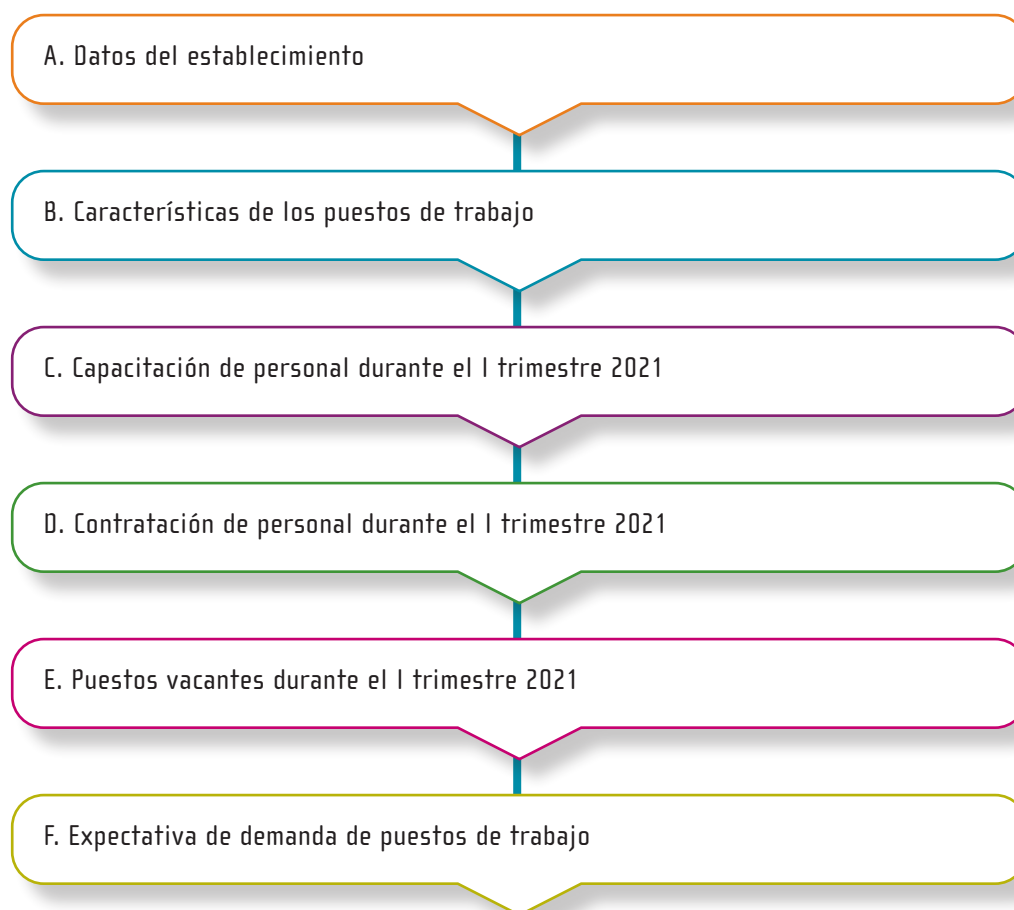 A. Datos del establecimiento
B. Características de los puestos de trabajo
C. Capacitación de personal durante el I trimestre 2021
D. Contratación de personal durante el I trimestre 2021
E. Puestos vacantes durante el I trimestre 2021
F. Expectativa de demanda de puestos de trabajo